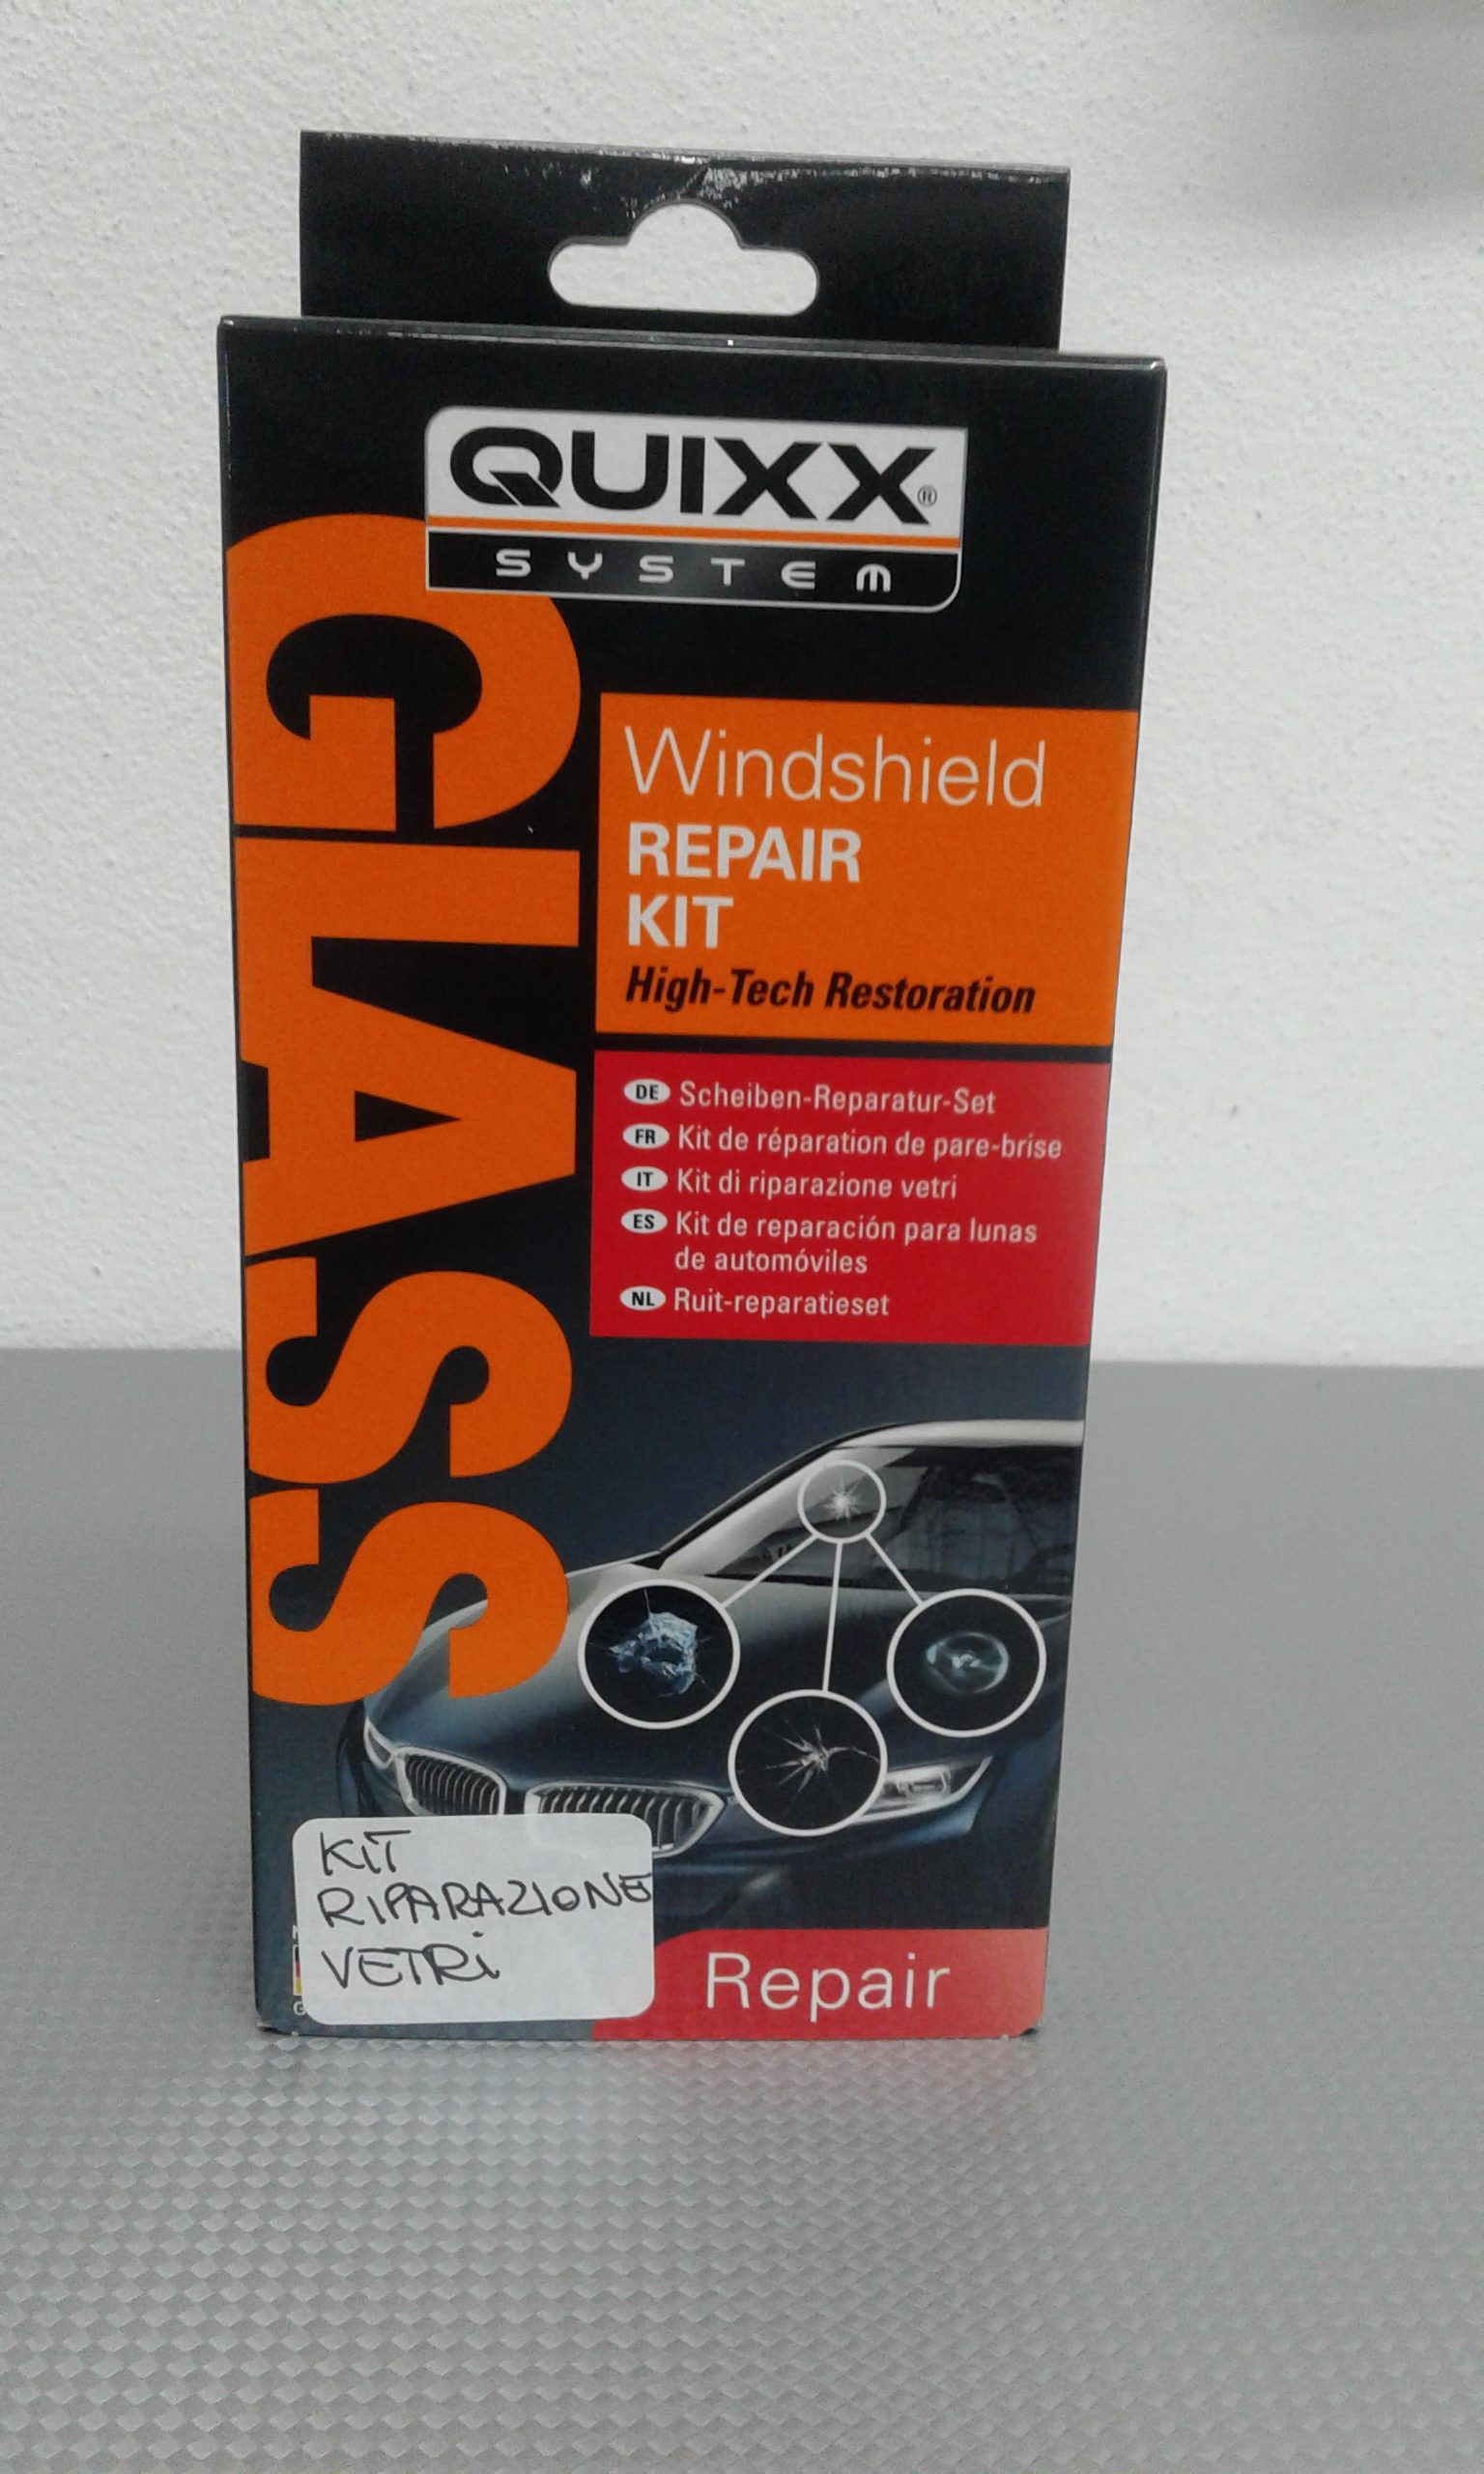 QUIXX®
SYSTEM
GLASS
Windshield
REPAIR
KIT
High-Tech Restoration
DE Scheiben-Reparatur-Set
FR Kit de réparation de pare-brise
IT Kit di riparazione vetri
ES Kit de reparación para lunas
de automóviles
NL Ruit-reparatieset
KIT
RIPARAZIONE
VETRi
Repair